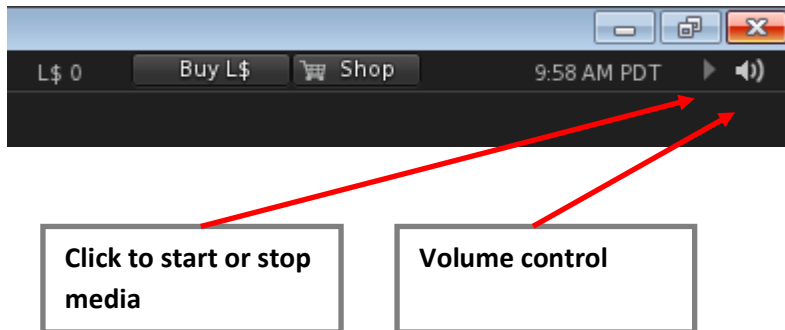 L$ 0 Buy L$ Shop 9:58 AM PDT
Click to start or stop
media
Volume control